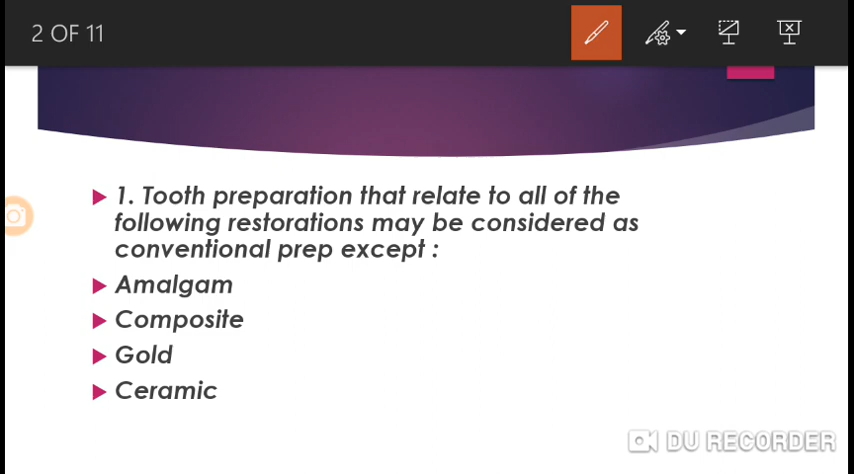 2 OF 11
1. Tooth preparation that relate to all of the
following restorations may be considered as
conventional prep except :
Amalgam
Composite
Gold
Ceramic
DU RECORDER